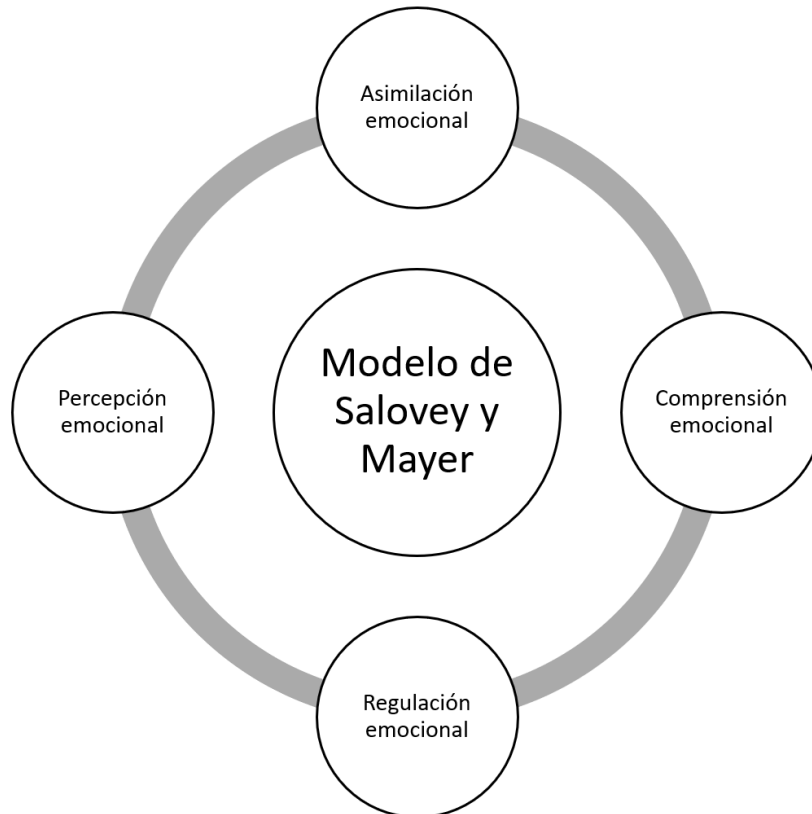 Asimilación
emocional
Percepción
emocional
Modelo de
Salovey y
Mayer
Comprensión
emocional
Regulación
emocional